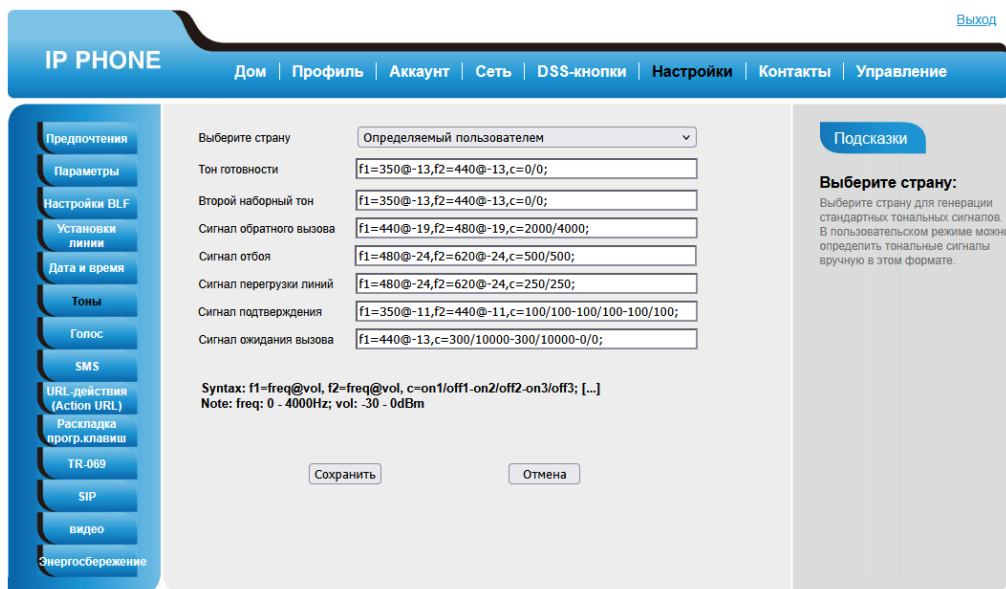 Выход
IP PHONE
Дом | Профиль | Аккаунт | Сеть | DSS-кнопки | Настройки | Контакты | Управление
Предпочтения
Параметры
Настройки BLF
Установки
линии
Дата и время
Тоны
Голос
SMS
URL-действия
(Action URL)
Раскладка
прогр.клавиш
TR-069
SIP
видео
Энергосбережение
Выберите страну Определяемый пользователем
Тон готовности f1=350@-13,f2=440@-13,c=0/0;
Второй наборный тон f1=350@-13,f2=440@-13,c=0/0;
Сигнал обратного вызова f1=440@-19,f2=480@-19,c=2000/4000;
Сигнал отбоя f1=480@-24,f2=620@-24,c=500/500;
Сигнал перегрузки линий f1=480@-24,f2=620@-24,c=250/250;
Сигнал подтверждения f1=350@-11,f2=440@-11,c=100/100-100/100-100/100;
Сигнал ожидания вызова f1=440@-13,c=300/10000-300/10000-0/0;
Syntax: f1=freq@vol, f2=freq@vol, c=on1/off1-on2/off2-on3/off3; [...]
Note: freq: 0 - 4000Hz; vol: -30 - 0dBm
Сохранить Отмена
Подсказки
Выберите страну:
Выберите страну для генерации
стандартных тональных сигналов.
В пользовательском режиме можно
определить тональные сигналы
вручную в этом формате.